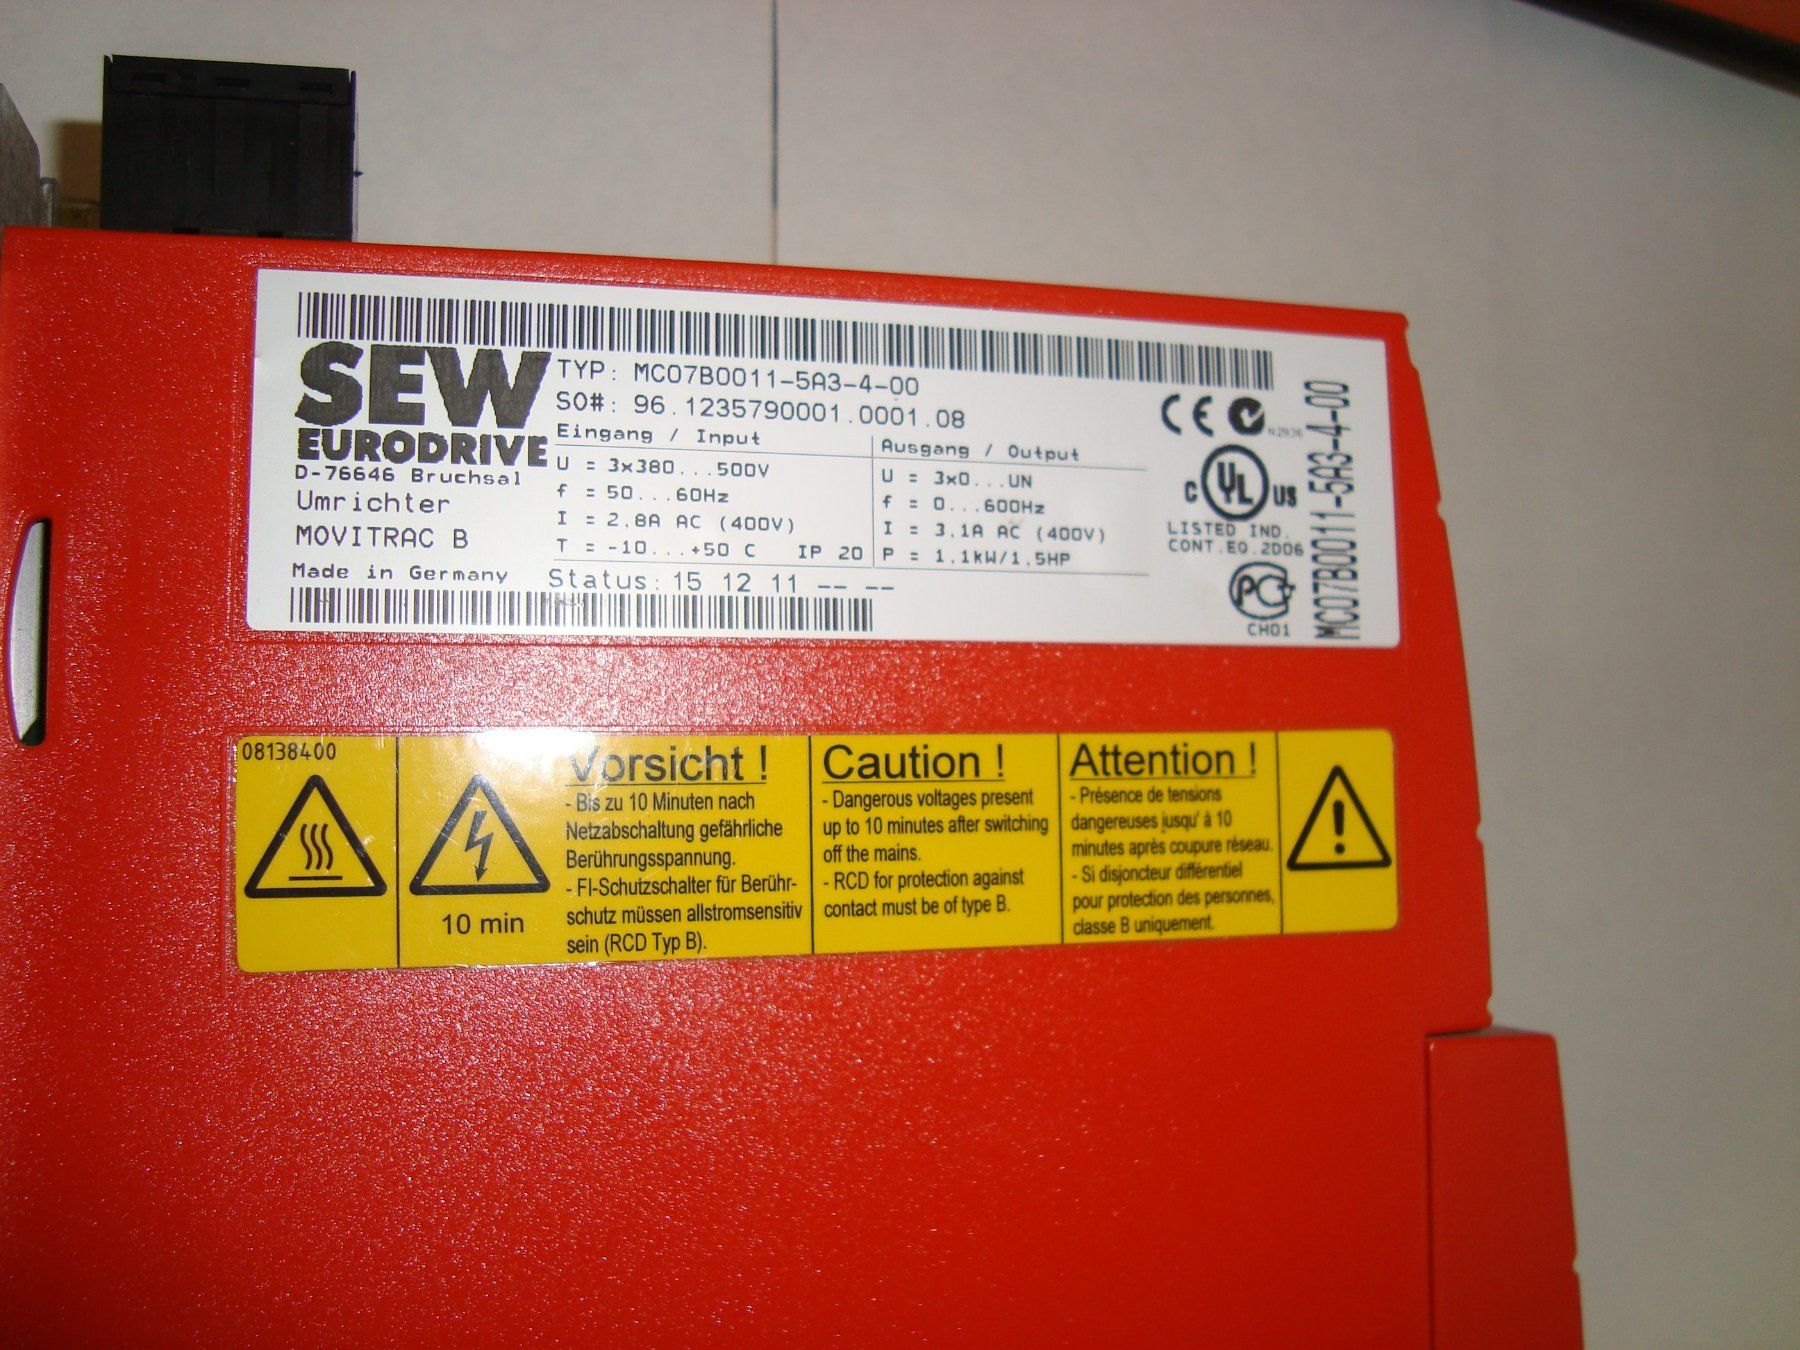 SEW
EURODRIVE
D-76646 Bruchsal
Umrichter
MOVITRAC B
Made in Germany
TYP: MC07B0011-5A3-4-00
SO#: 96.1235790001.0001.08
Eingang / Input
U = 3x380...500V
f = 50...60Hz
I = 2,8A AC (400V)
T = -10...+50 C IP 20
Status: 15 12 11 -- --
Ausgang / Output
U = 3x0...UN
f = 0...600Hz
I = 3.1A AC (400V)
P = 1,1kW/1,5HP
CE
N2936
C UL US
LISTED IND.
CONT.EQ.2D06
PC
CH01
MC07B0011-5A3-4-00
08138400
10 min
Vorsicht !
- Bis zu 10 Minuten nach
Netzabschaltung gefährliche
Berührungsspannung.
- FI-Schutzschalter für Berühr-
schutz müssen allstromsensitiv
sein (RCD Typ B).
Caution !
- Dangerous voltages present
up to 10 minutes after switching
off the mains.
- RCD for protection against
contact must be of type B.
Attention !
- Présence de tensions
dangereuses jusqu' à 10
minutes après coupure réseau.
- Si disjoncteur différentiel
pour protection des personnes,
classe B uniquement.